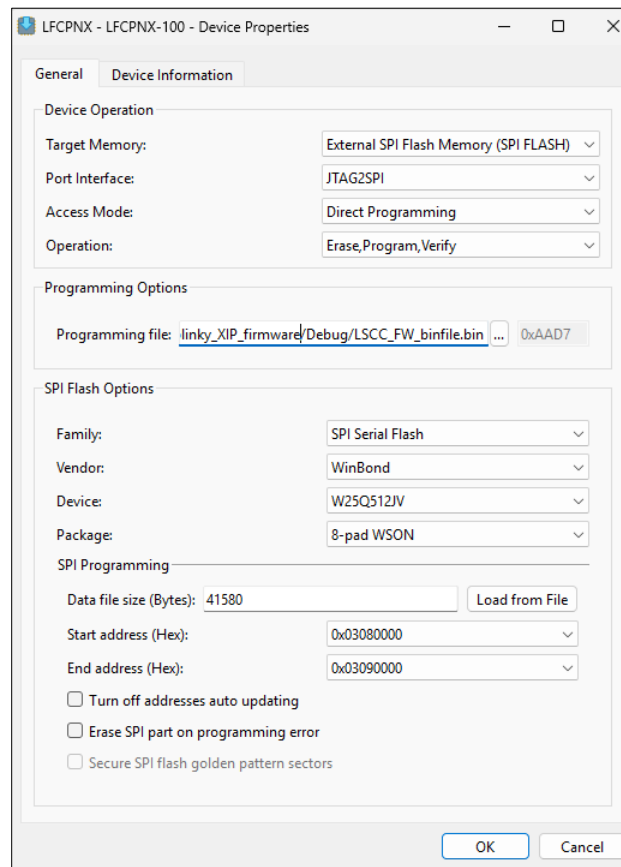 LFCPNX - LFCPNX-100 - Device Properties
General Device Information
Device Operation
Target Memory: External SPI Flash Memory (SPI FLASH)
Port Interface: JTAG2SPI
Access Mode: Direct Programming
Operation: Erase,Program,Verify
Programming Options
Programming file: linky_XIP_firmware/Debug/LSCC_FW_binfile.bin ... 0xAAD7
SPI Flash Options
Family: SPI Serial Flash
Vendor: WinBond
Device: W25Q512JV
Package: 8-pad WSON
SPI Programming
Data file size (Bytes): 41580 Load from File
Start address (Hex): 0x03080000
End address (Hex): 0x03090000
Turn off addresses auto updating
Erase SPI part on programming error
Secure SPI flash golden pattern sectors
OK Cancel